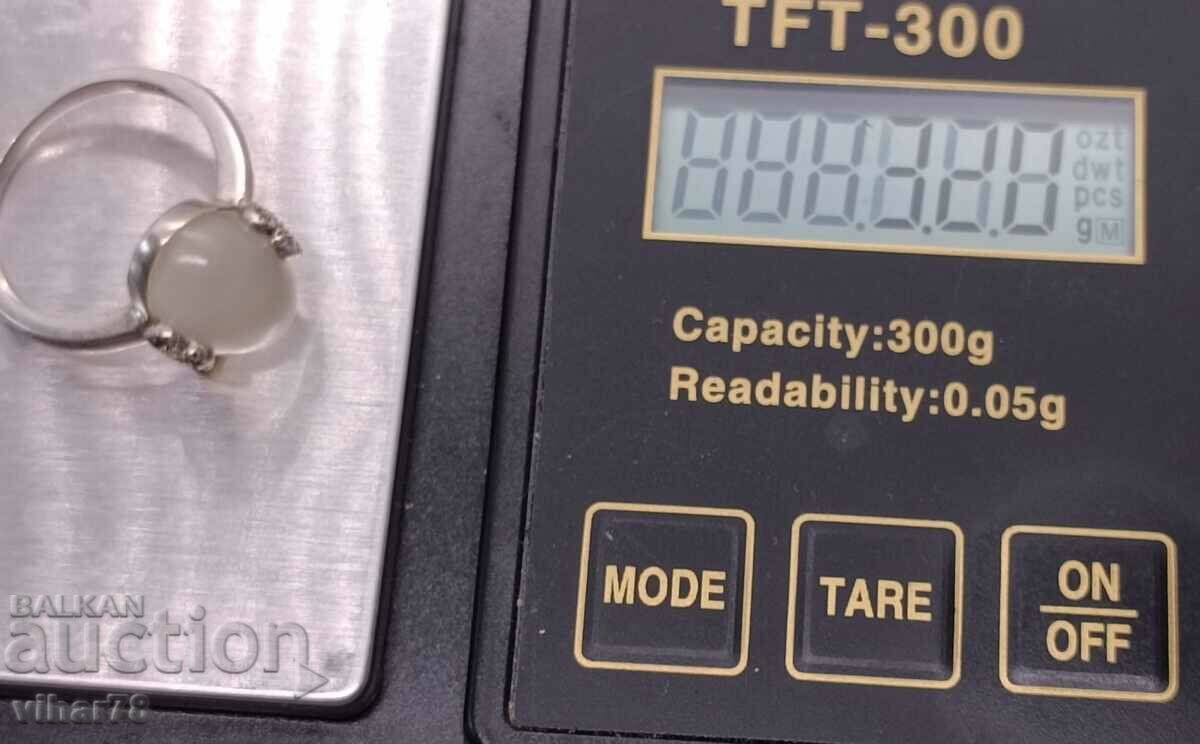 TFT-300
ozt
dwt
pcs
g M
Capacity:300g
Readability:0.05g
MODE
TARE
ON
OFF
BALKAN
auction
vihar78